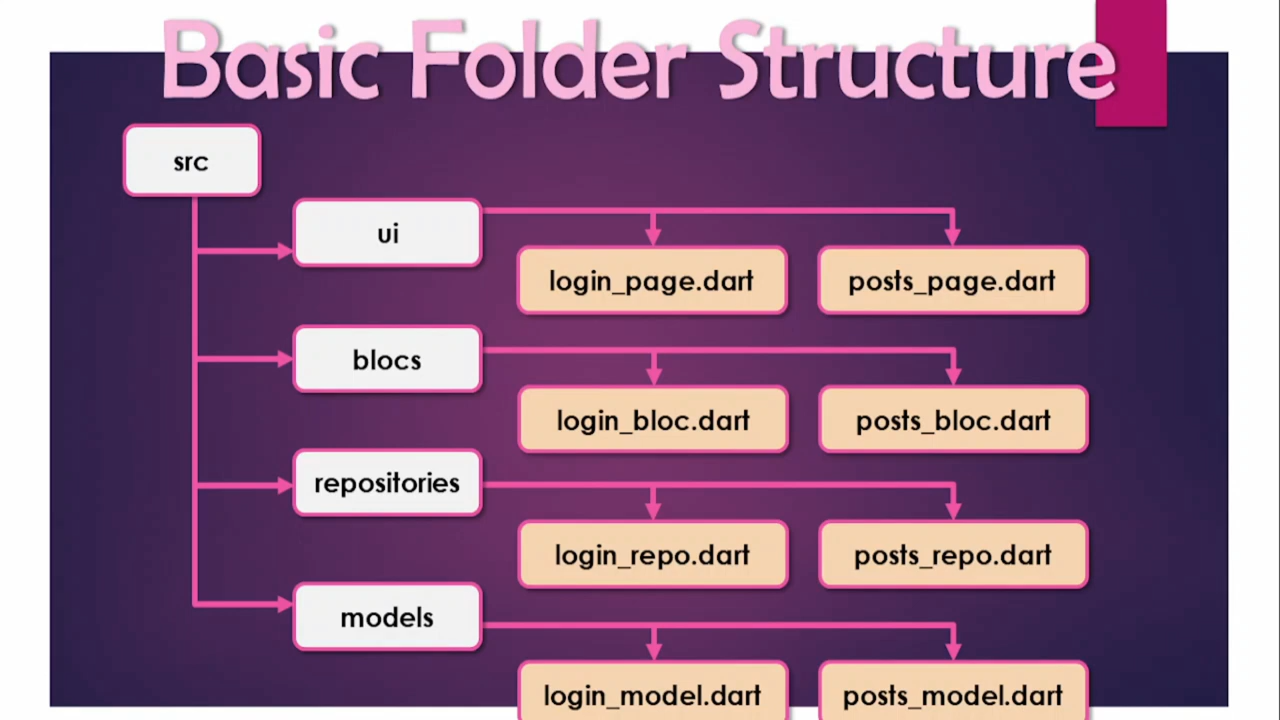 Basic Folder Structure
src
ui
login_page.dart posts_page.dart
blocs
login_bloc.dart posts_bloc.dart
repositories
login_repo.dart posts_repo.dart
models
login_model.dart posts_model.dart